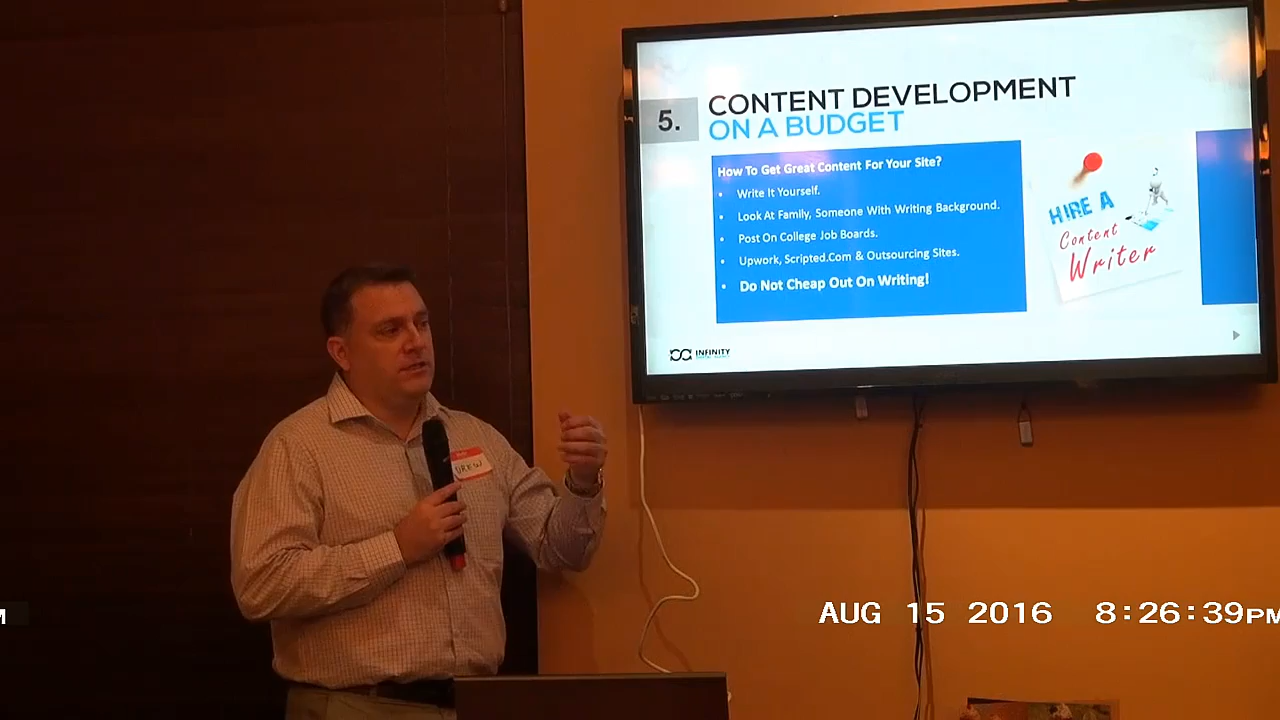 5.
CONTENT DEVELOPMENT
ON A BUDGET
How To Get Great Content For Your Site?
• Write It Yourself.
• Look At Family, Someone With Writing Background.
• Post On College Job Boards.
• Upwork, Scripted.Com & Outsourcing Sites.
• Do Not Cheap Out On Writing!
HIRE A
Content
Writer
INFINITY
DREW
M
AUG 15 2016 8:26:39PM